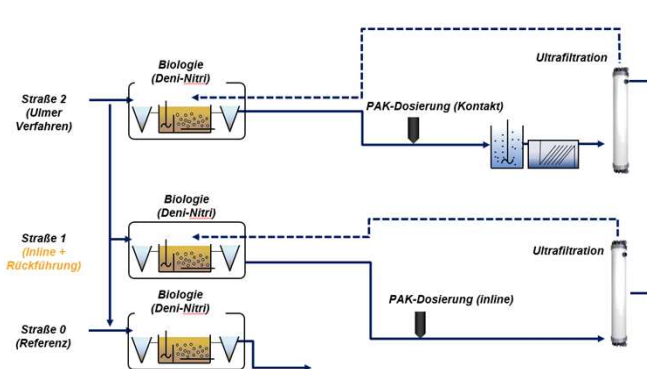 Biologie
(Deni-Nitri)
Ultrafiltration
Straße 2
(Ulmer
Verfahren)
PAK-Dosierung (Kontakt)
Biologie
(Deni-Nitri)
Straße 1
(Inline +
Rückführung)
Ultrafiltration
Biologie
(Deni-Nitri)
PAK-Dosierung (inline)
Straße 0
(Referenz)